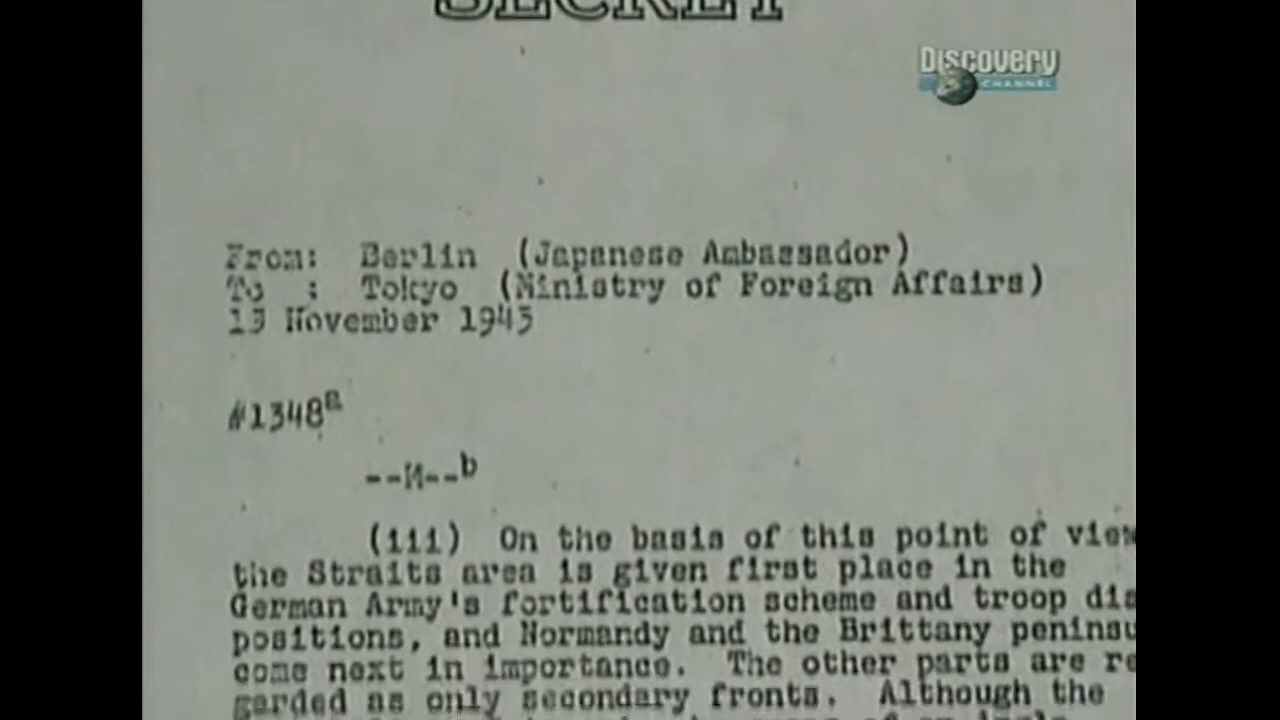 SECRET
Discovery
CHANNEL
From: Berlin (Japanese Ambassador)
To : Tokyo (Ministry of Foreign Affairs)
13 November 1943
#1348a
--M--b
(iii) On the basis of this point of view
the Straits area is given first place in the
German Army's fortification scheme and troop dis
positions, and Normandy and the Brittany peninsu
come next in importance. The other parts are re
garded as only secondary fronts. Although the